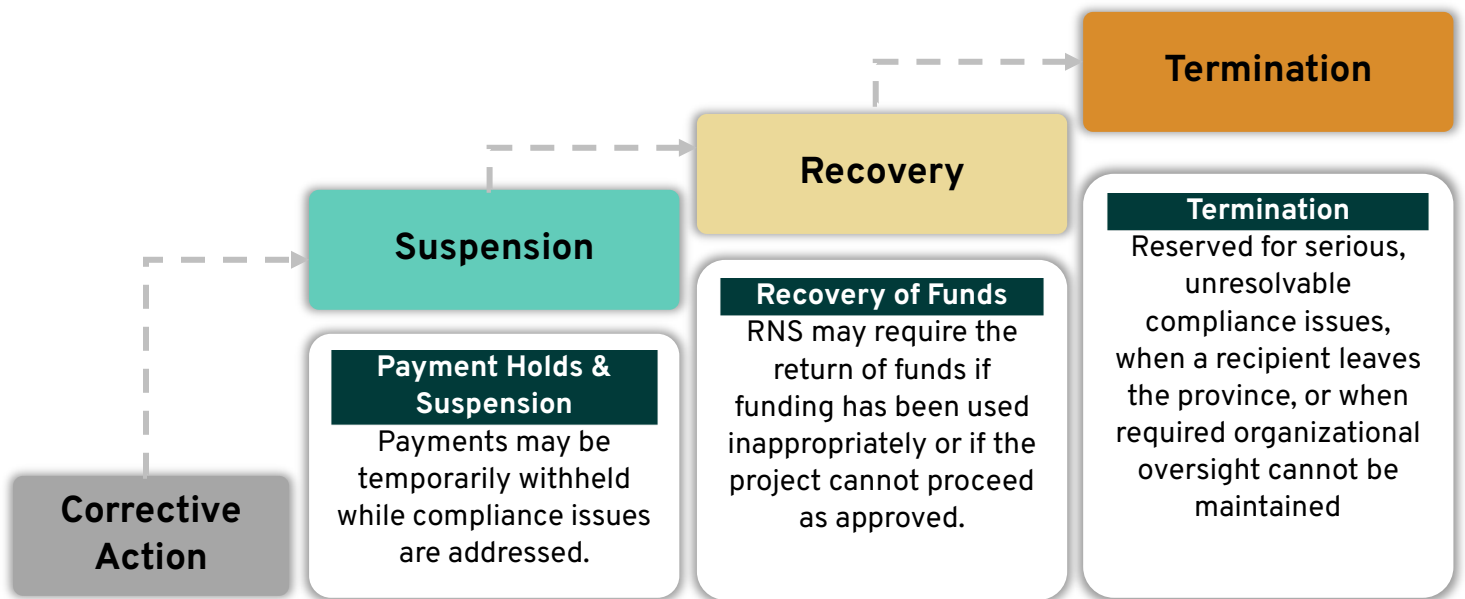 Corrective
Action
Suspension
Payment Holds &
Suspension
Payments may be
temporarily withheld
while compliance issues
are addressed.
Recovery
Recovery of Funds
RNS may require the
return of funds if
funding has been used
inappropriately or if the
project cannot proceed
as approved.
Termination
Termination
Reserved for serious,
unresolvable
compliance issues,
when a recipient leaves
the province, or when
required organizational
oversight cannot be
maintained